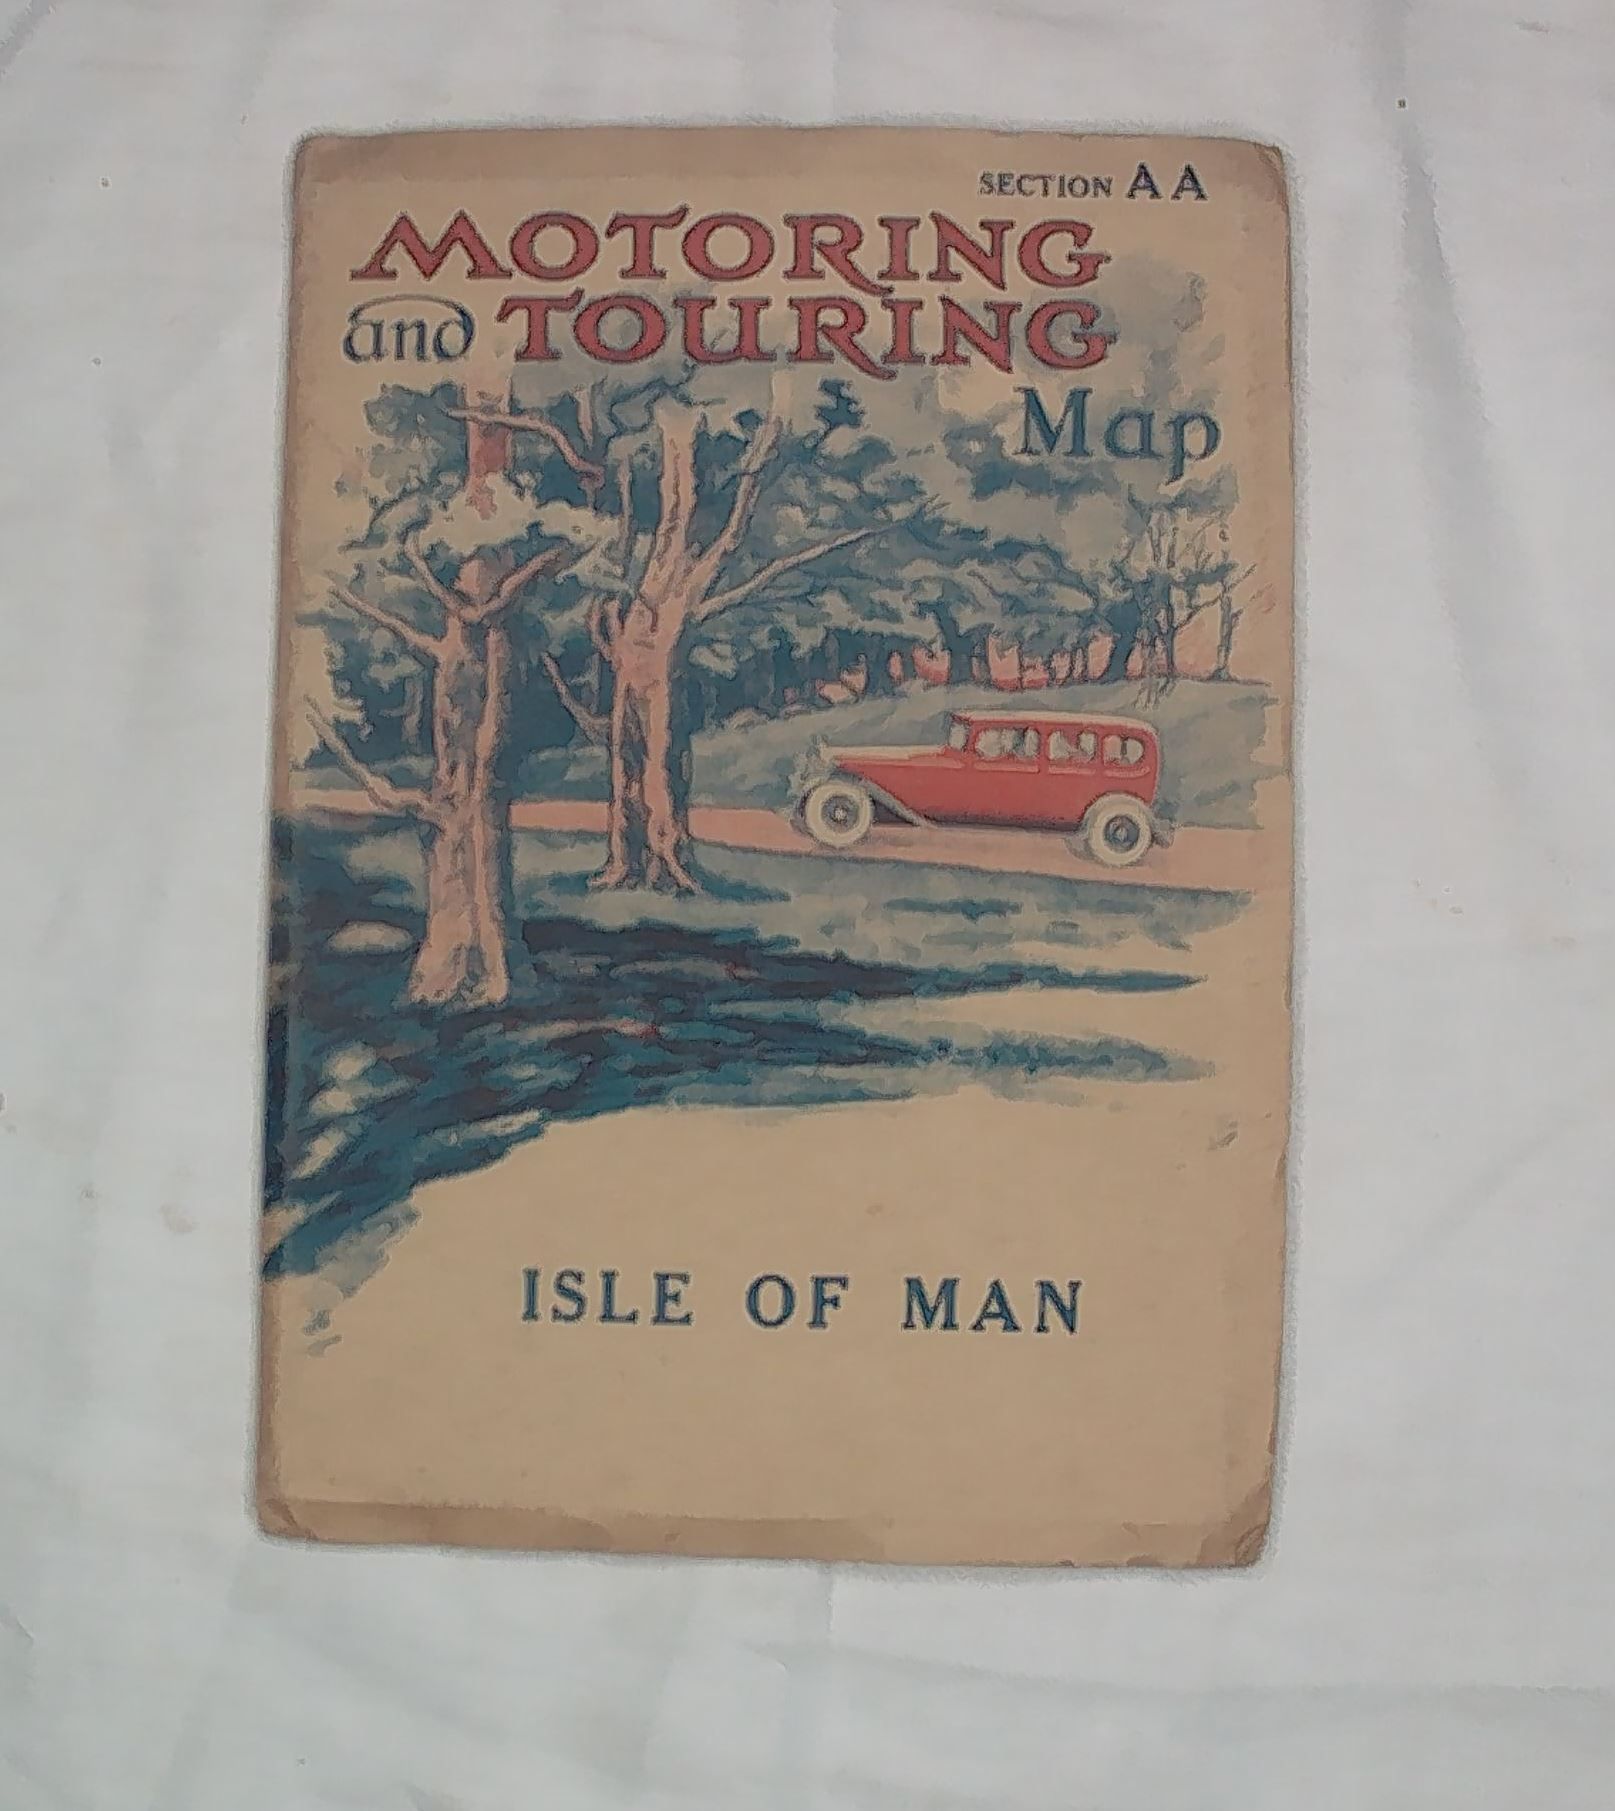 SECTION AA
MOTORING
and TOURING
Map
ISLE OF MAN